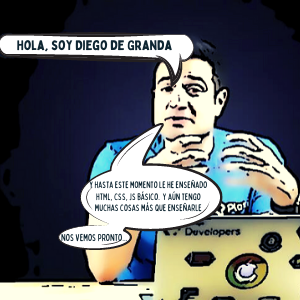 HOLA, SOY DIEGO DE GRANDA
Y HASTA ESTE MOMENTO LE HE ENSEÑADO
HTML, CSS, JS BÁSICO. Y AÚN TENGO
MUCHAS COSAS MÁS QUE ENSEÑARLE
NOS VEMOS PRONTO...
Developers